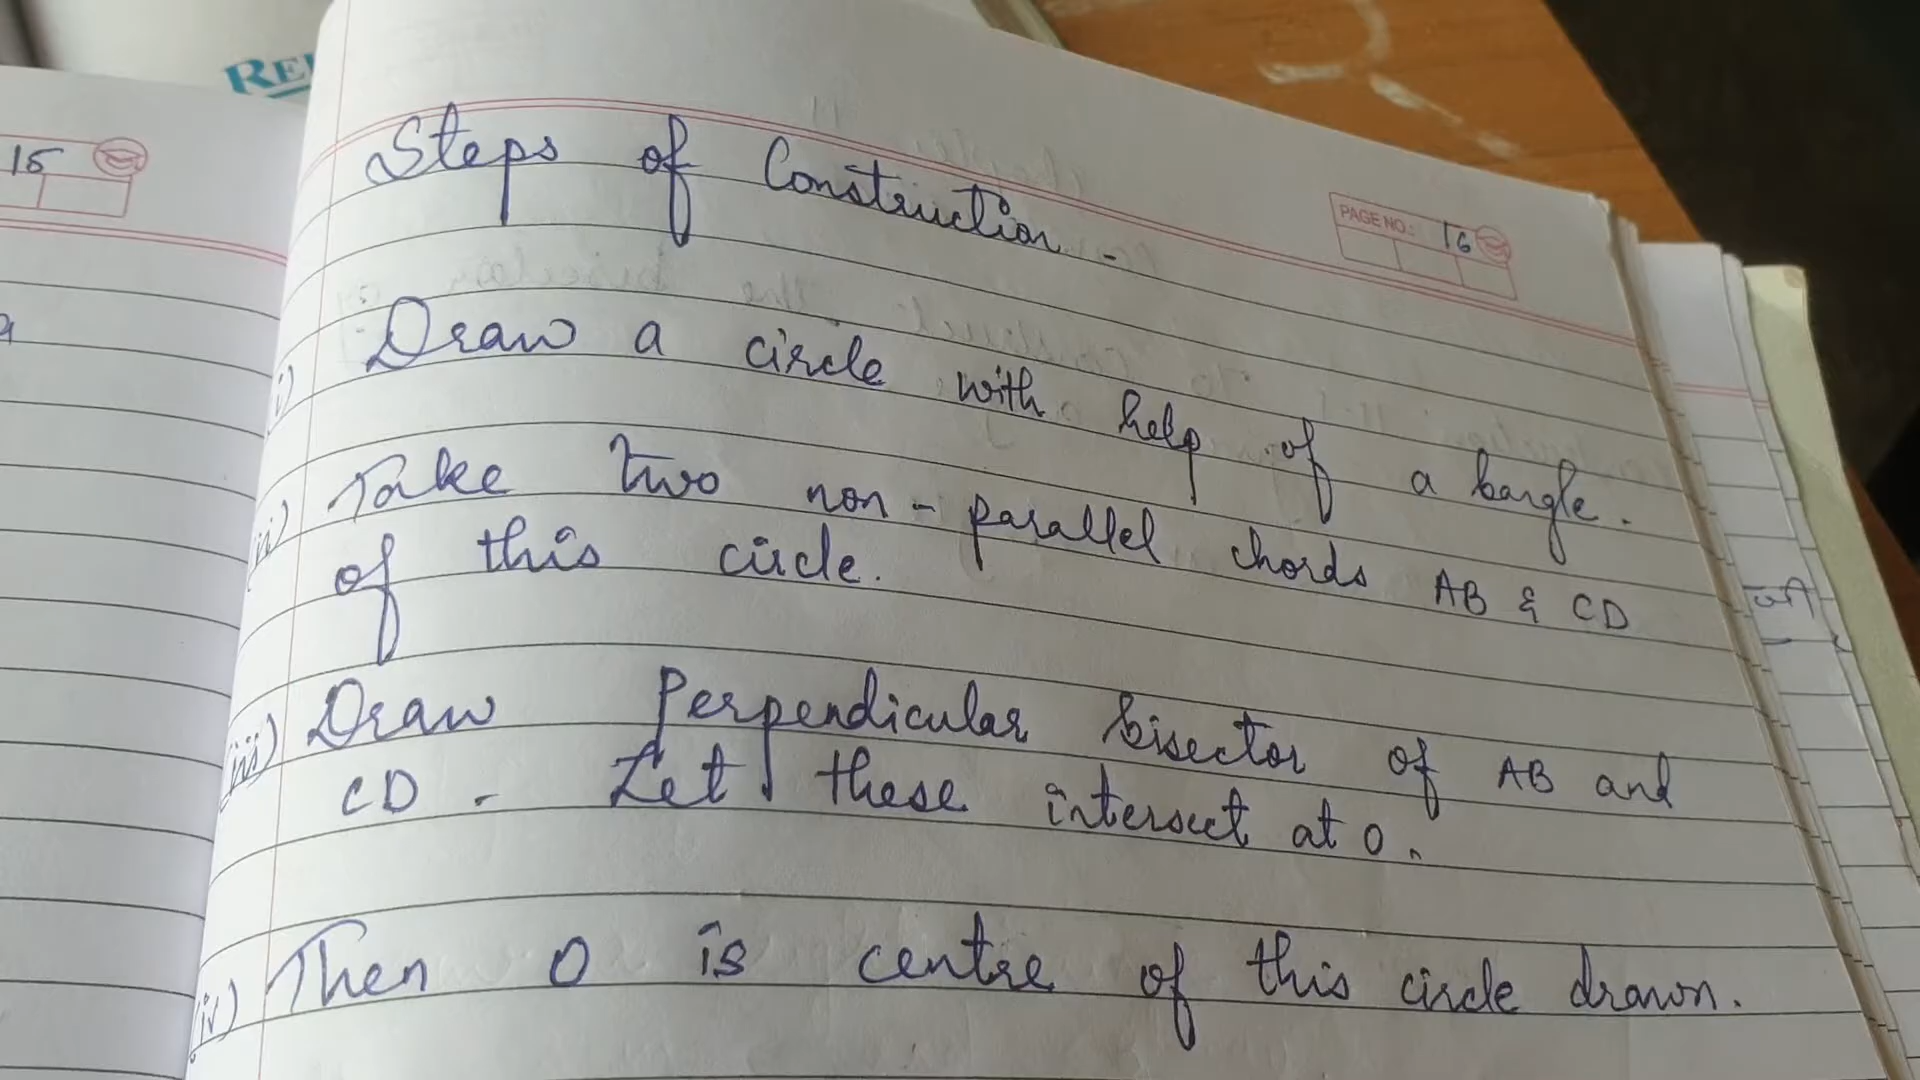 REL
15
Steps of Construction -
PAGE NO.: 16
i) Draw a circle with help of a bangle.
ii) Take two non-parallel chords AB & CD
of this circle.
iii) Draw Perpendicular bisector of AB and
CD. Let these intersect at O.
iv) Then O is centre of this circle drawn.